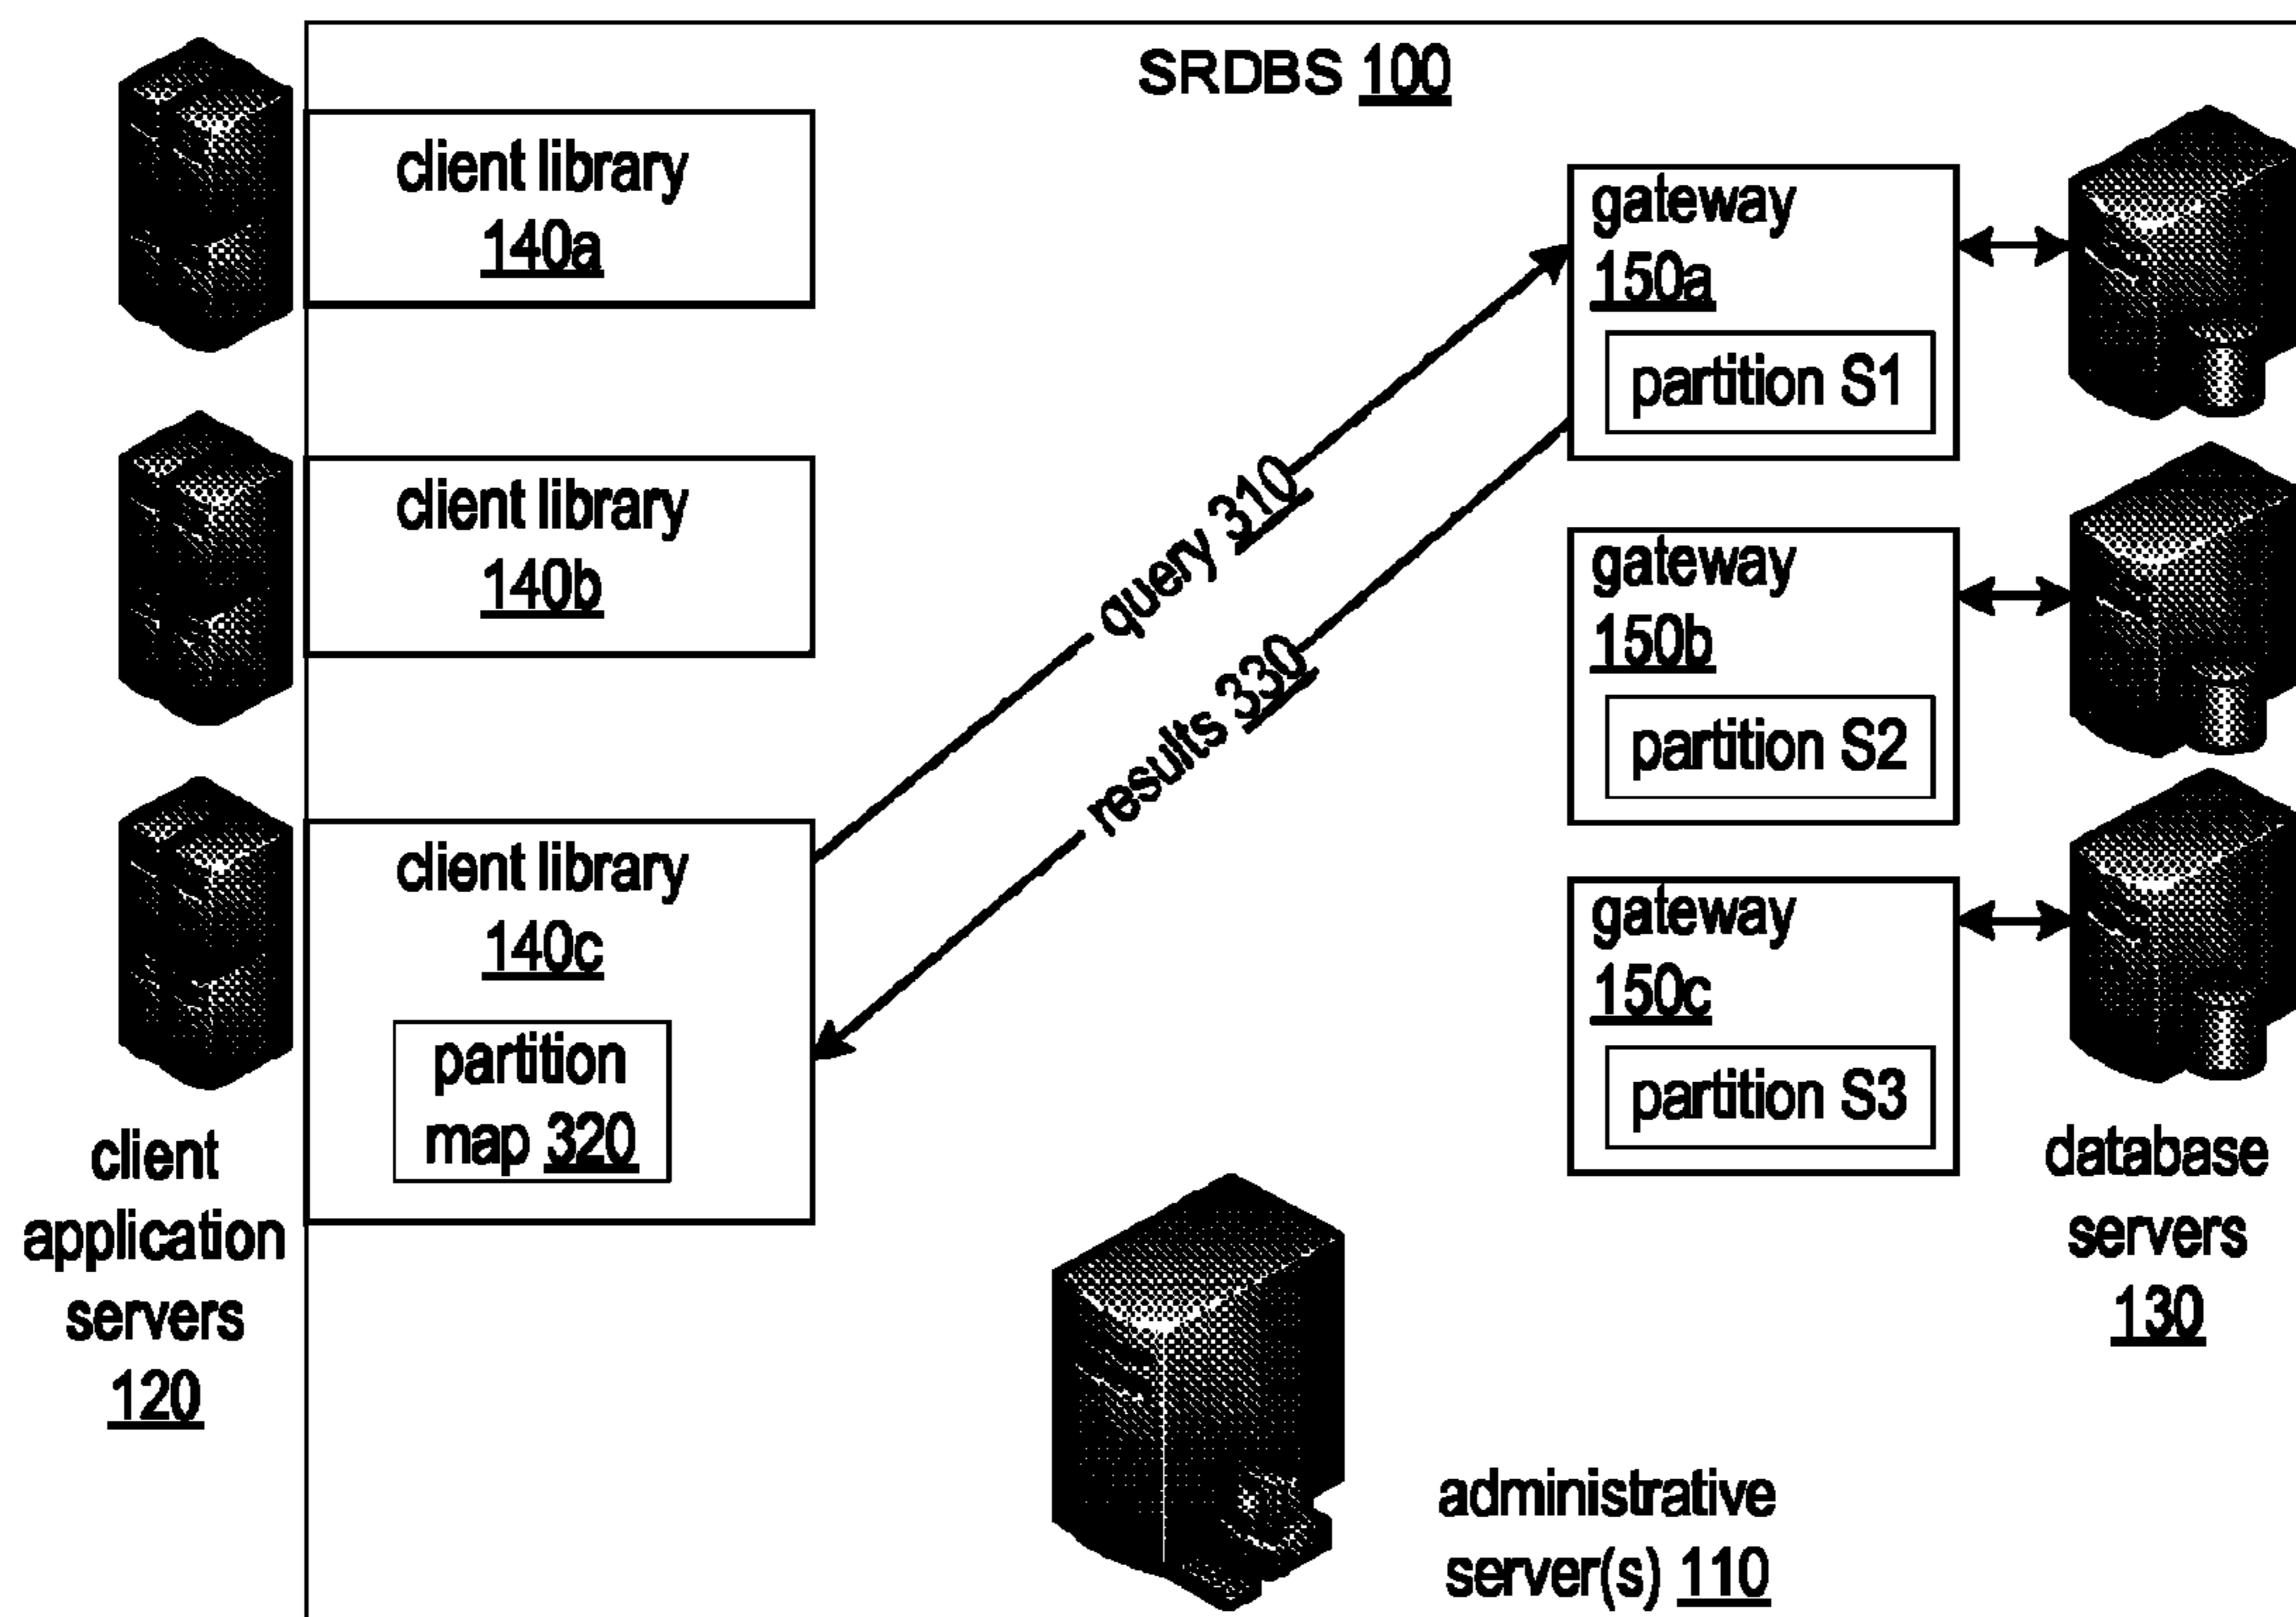 SRDBS 100
client library
140a
client library
140b
client library
140c
partition
map 320
query 310
results 330
gateway
150a
partition S1
gateway
150b
partition S2
gateway
150c
partition S3
client
application
servers
120
database
servers
130
administrative
server(s) 110